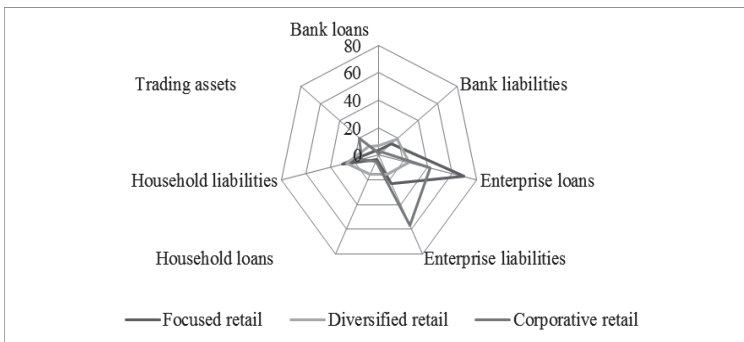 Bank loans
80
60
40
20
0
Trading assets
Bank liabilities
Household liabilities
Enterprise loans
Household loans
Enterprise liabilities
Focused retail
Diversified retail
Corporative retail